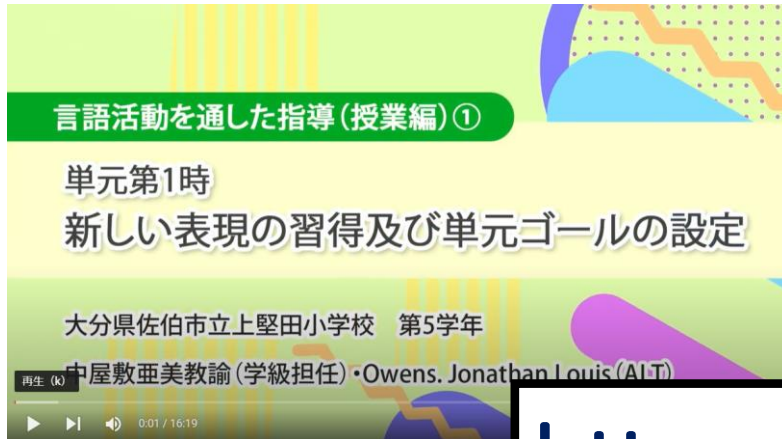 言語活動を通した指導（授業編）①
単元第1時
新しい表現の習得及び単元ゴールの設定
大分県佐伯市立上堅田小学校　第5学年
中屋敷亜美教諭（学級担任）・Owens. Jonathan Louis（ALT）
再生（k）
0:01 / 16:19